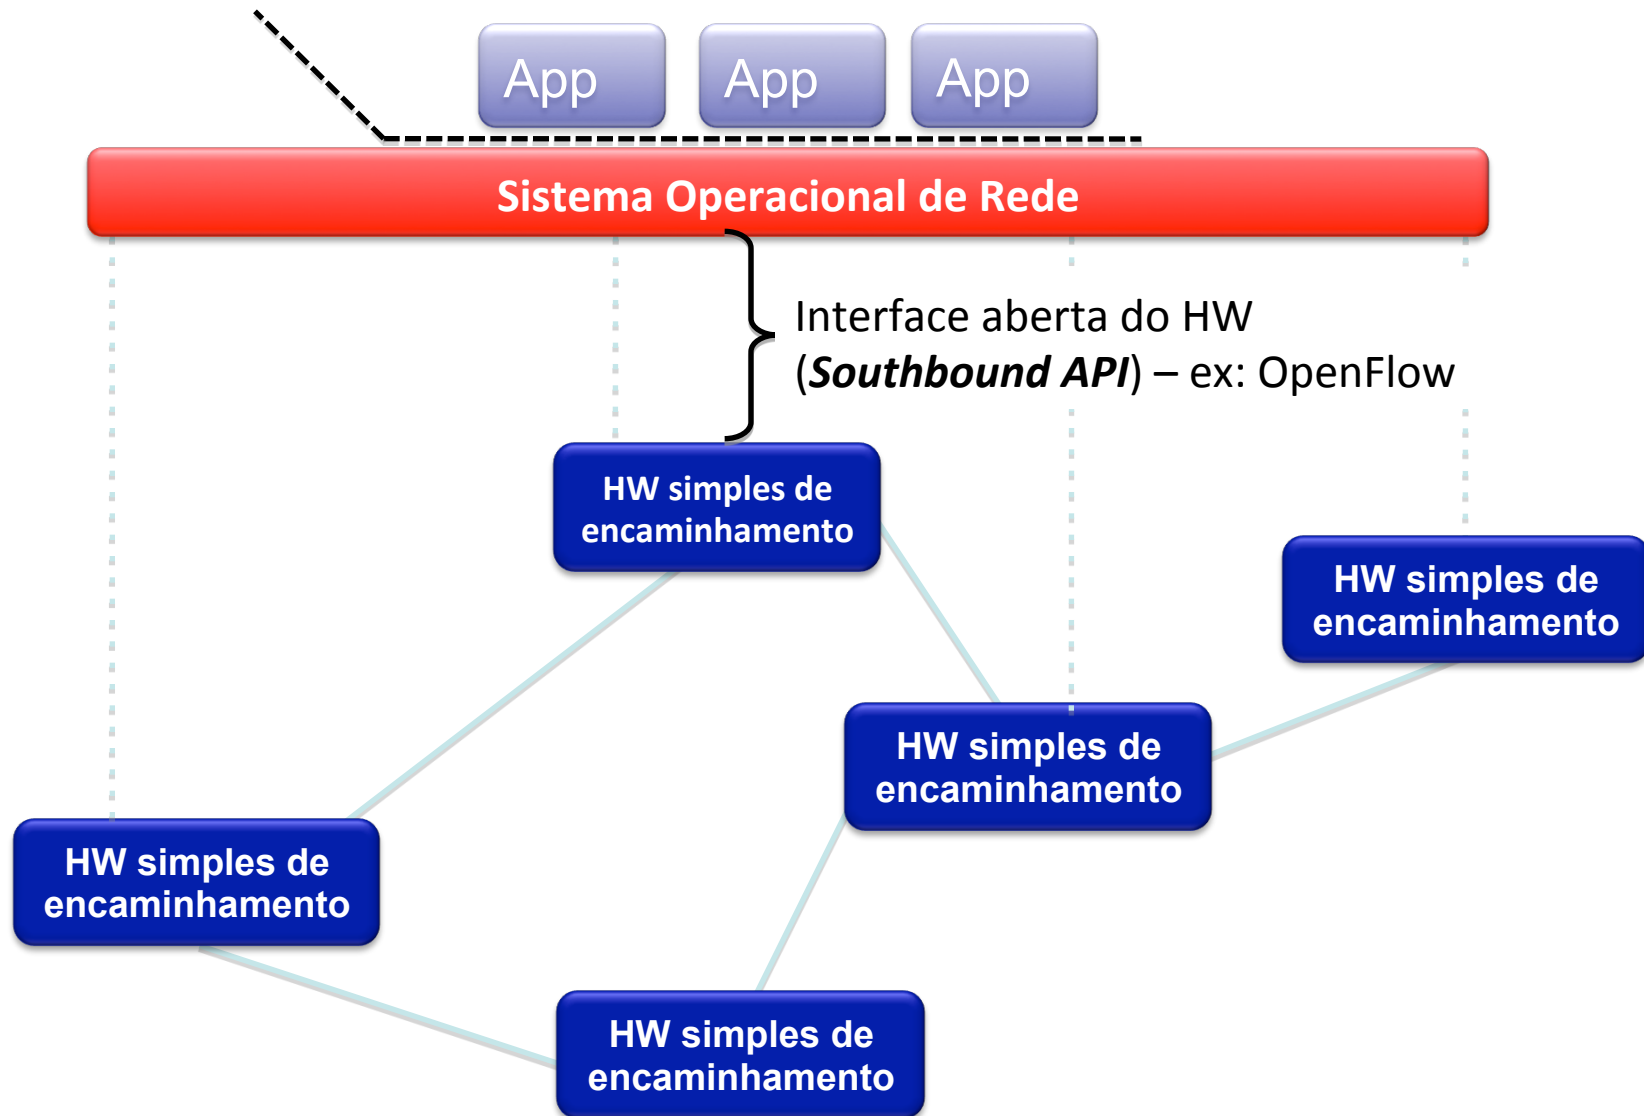 App
App
App
Sistema Operacional de Rede
Interface aberta do HW
(Southbound API) – ex: OpenFlow
HW simples de
encaminhamento
HW simples de
encaminhamento
HW simples de
encaminhamento
HW simples de
encaminhamento
HW simples de
encaminhamento